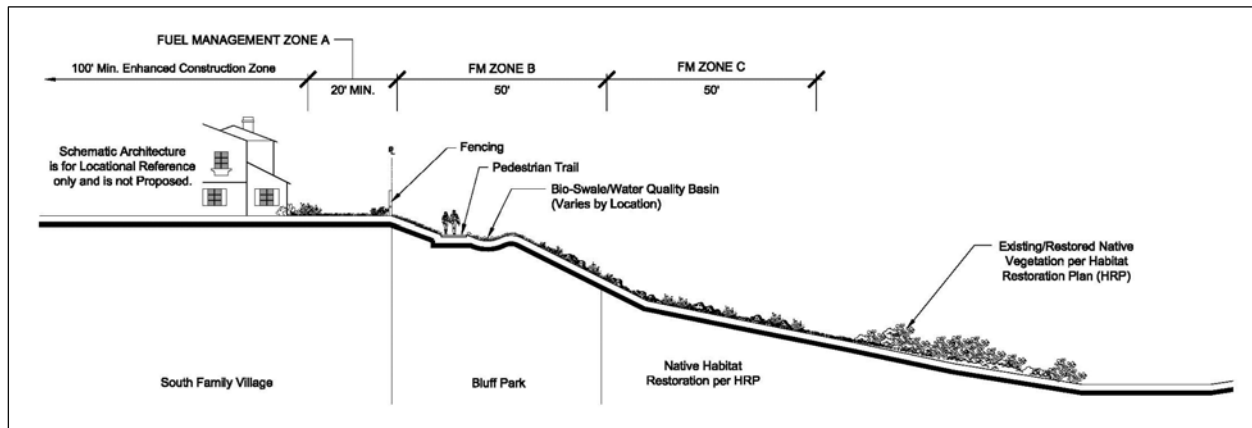 FUEL MANAGEMENT ZONE A
100' Min. Enhanced Construction Zone
20' MIN.
FM ZONE B
50'
FM ZONE C
50'
Schematic Architecture
is for Locational Reference
only and is not Proposed.
Fencing
Pedestrian Trail
Bio-Swale/Water Quality Basin
(Varies by Location)
Existing/Restored Native
Vegetation per Habitat
Restoration Plan (HRP)
South Family Village
Bluff Park
Native Habitat
Restoration per HRP